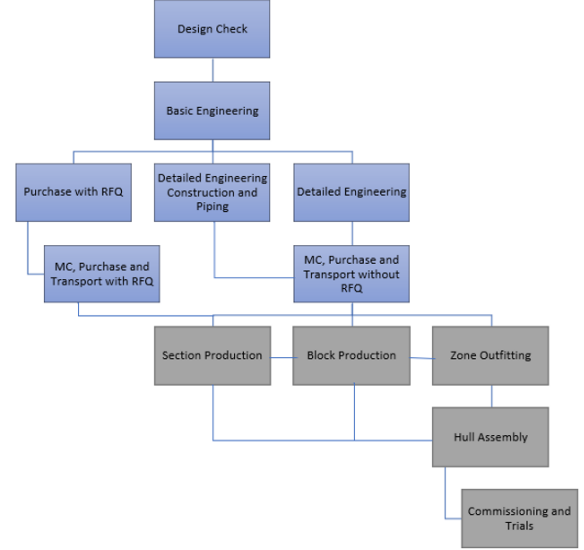 Design Check
Basic Engineering
Purchase with RFQ
Detailed Engineering
Construction and
Piping
Detailed Engineering
MC, Purchase and
Transport with RFQ
MC, Purchase and
Transport without
RFQ
Section Production
Block Production
Zone Outfitting
Hull Assembly
Commissioning and
Trials